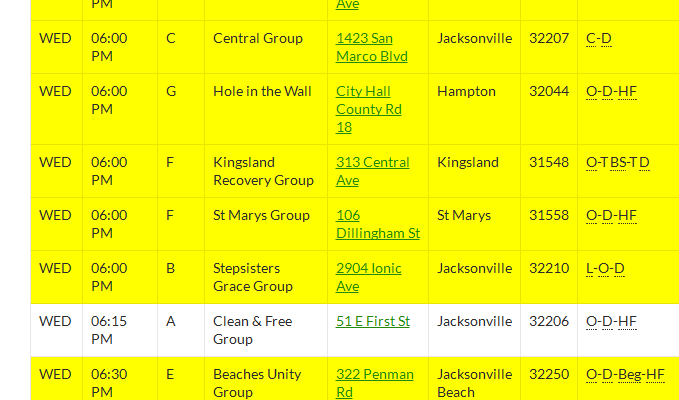 PM Ave
WED 06:00 C Central Group 1423 San Jacksonville 32207 C-D
PM Marco Blvd
WED 06:00 G Hole in the Wall City Hall Hampton 32044 O-D-HF
PM County Rd
18
WED 06:00 F Kingsland 313 Central Kingsland 31548 O-T BS-T D
PM Recovery Group Ave
WED 06:00 F St Marys Group 106 St Marys 31558 O-D-HF
PM Dillingham St
WED 06:00 B Stepsisters 2904 Ionic Jacksonville 32210 L-O-D
PM Grace Group Ave
WED 06:15 A Clean & Free 51 E First St Jacksonville 32206 O-D-HF
PM Group
WED 06:30 E Beaches Unity 322 Penman Jacksonville 32250 O-D-Beg-HF
PM Group Rd Beach